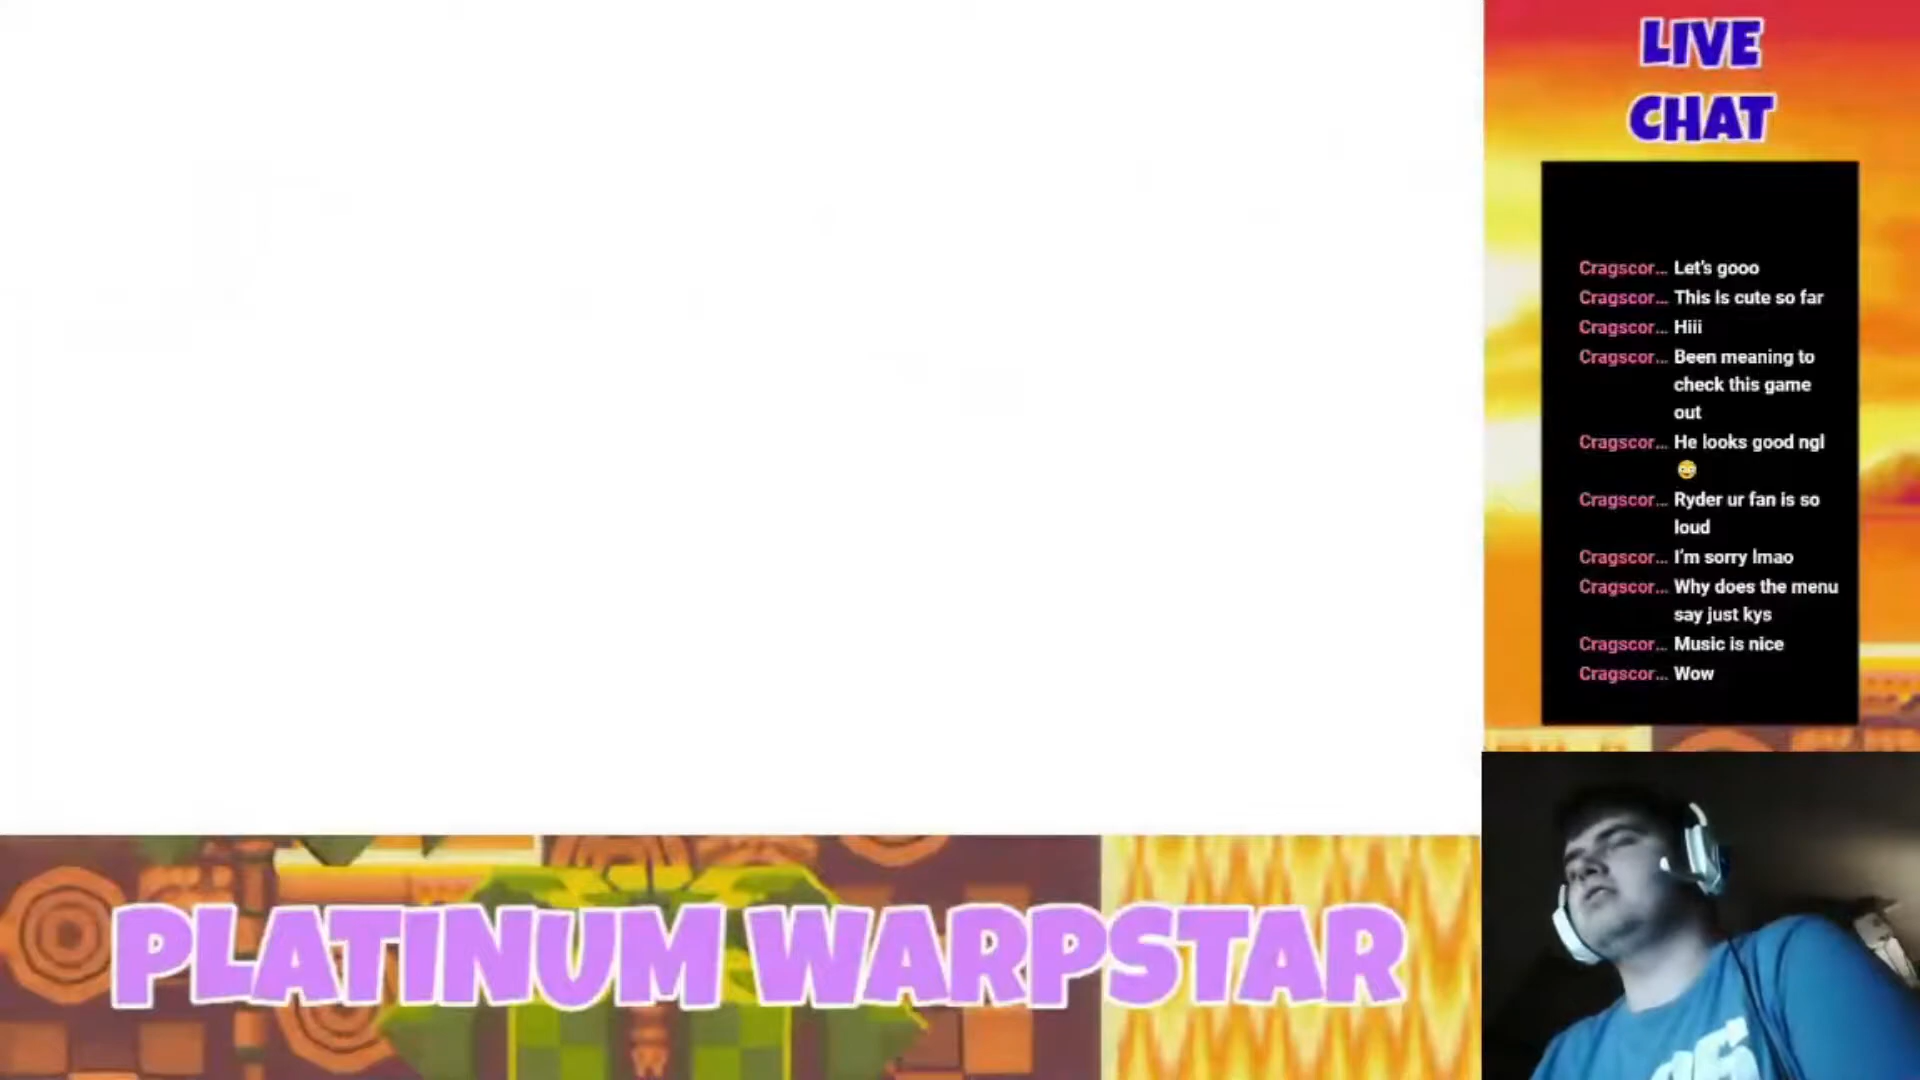 LIVE
CHAT
Cragscor... Let's gooo
Cragscor... This is cute so far
Cragscor... Hiii
Cragscor... Been meaning to
check this game
out
Cragscor... He looks good ngl
Cragscor... Ryder ur fan is so
loud
Cragscor... I'm sorry lmao
Cragscor... Why does the menu
say just kys
Cragscor... Music is nice
Cragscor... Wow
PLATINUM WARPSTAR